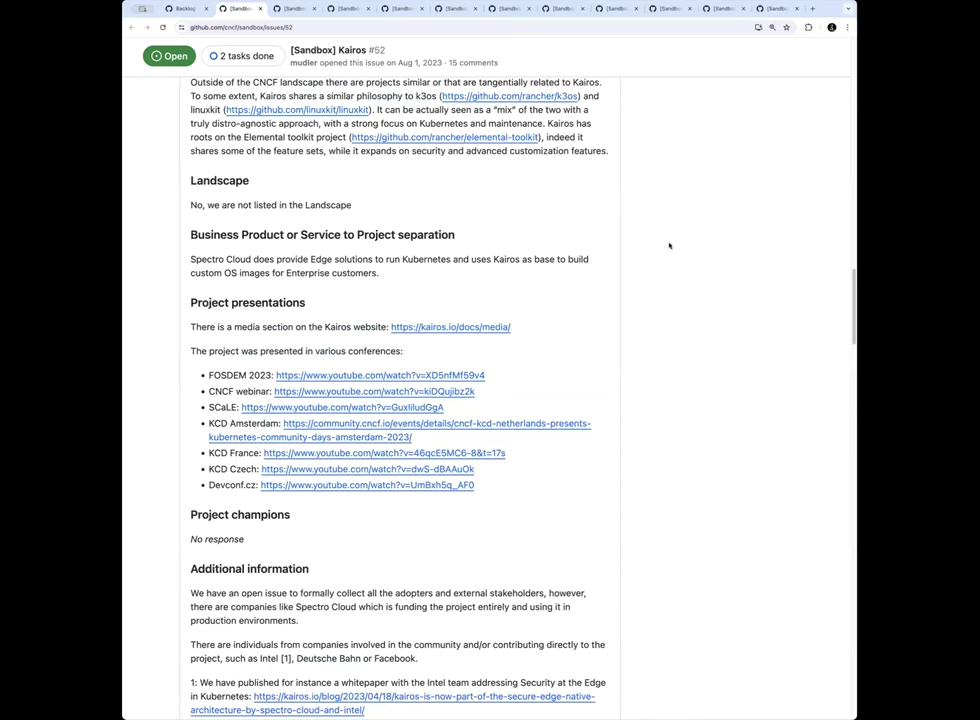 Backlog
[Sandbox]
[Sandbox]
[Sandbox]
[Sandbox]
[Sandbox]
[Sandbox]
[Sandbox]
[Sandbox]
[Sandbox]
[Sandbox]
[Sandbox]
github.com/cncf/sandbox/issues/52
Open
2 tasks done
[Sandbox] Kairos #52
mudler opened this issue on Aug 1, 2023 · 15 comments
Outside of the CNCF landscape there are projects similar or that are tangentially related to Kairos.
To some extent, Kairos shares a similar philosophy to k3os (https://github.com/rancher/k3os) and
linuxkit (https://github.com/linuxkit/linuxkit). It can be actually seen as a “mix” of the two with a
truly distro-agnostic approach, with a strong focus on Kubernetes and maintenance. Kairos has
roots on the Elemental toolkit project (https://github.com/rancher/elemental-toolkit), indeed it
shares some of the feature sets, while it expands on security and advanced customization features.
Landscape
No, we are not listed in the Landscape
Business Product or Service to Project separation
Spectro Cloud does provide Edge solutions to run Kubernetes and uses Kairos as base to build
custom OS images for Enterprise customers.
Project presentations
There is a media section on the Kairos website: https://kairos.io/docs/media/
The project was presented in various conferences:
• FOSDEM 2023: https://www.youtube.com/watch?v=XD5nfMf59v4
• CNCF webinar: https://www.youtube.com/watch?v=kiDQujibz2k
• SCaLE: https://www.youtube.com/watch?v=GuxIiludGgA
• KCD Amsterdam: https://community.cncf.io/events/details/cncf-kcd-netherlands-presents-
kubernetes-community-days-amsterdam-2023/
• KCD France: https://www.youtube.com/watch?v=46qcE5MC6-8&t=17s
• KCD Czech: https://www.youtube.com/watch?v=dwS-dBAAuOk
• Devconf.cz: https://www.youtube.com/watch?v=UmBxh5q_AF0
Project champions
No response
Additional information
We have an open issue to formally collect all the adopters and external stakeholders, however,
there are companies like Spectro Cloud which is funding the project entirely and using it in
production environments.
There are individuals from companies involved in the community and/or contributing directly to the
project, such as Intel [1], Deutsche Bahn or Facebook.
1: We have published for instance a whitepaper with the Intel team addressing Security at the Edge
in Kubernetes: https://kairos.io/blog/2023/04/18/kairos-is-now-part-of-the-secure-edge-native-
architecture-by-spectro-cloud-and-intel/